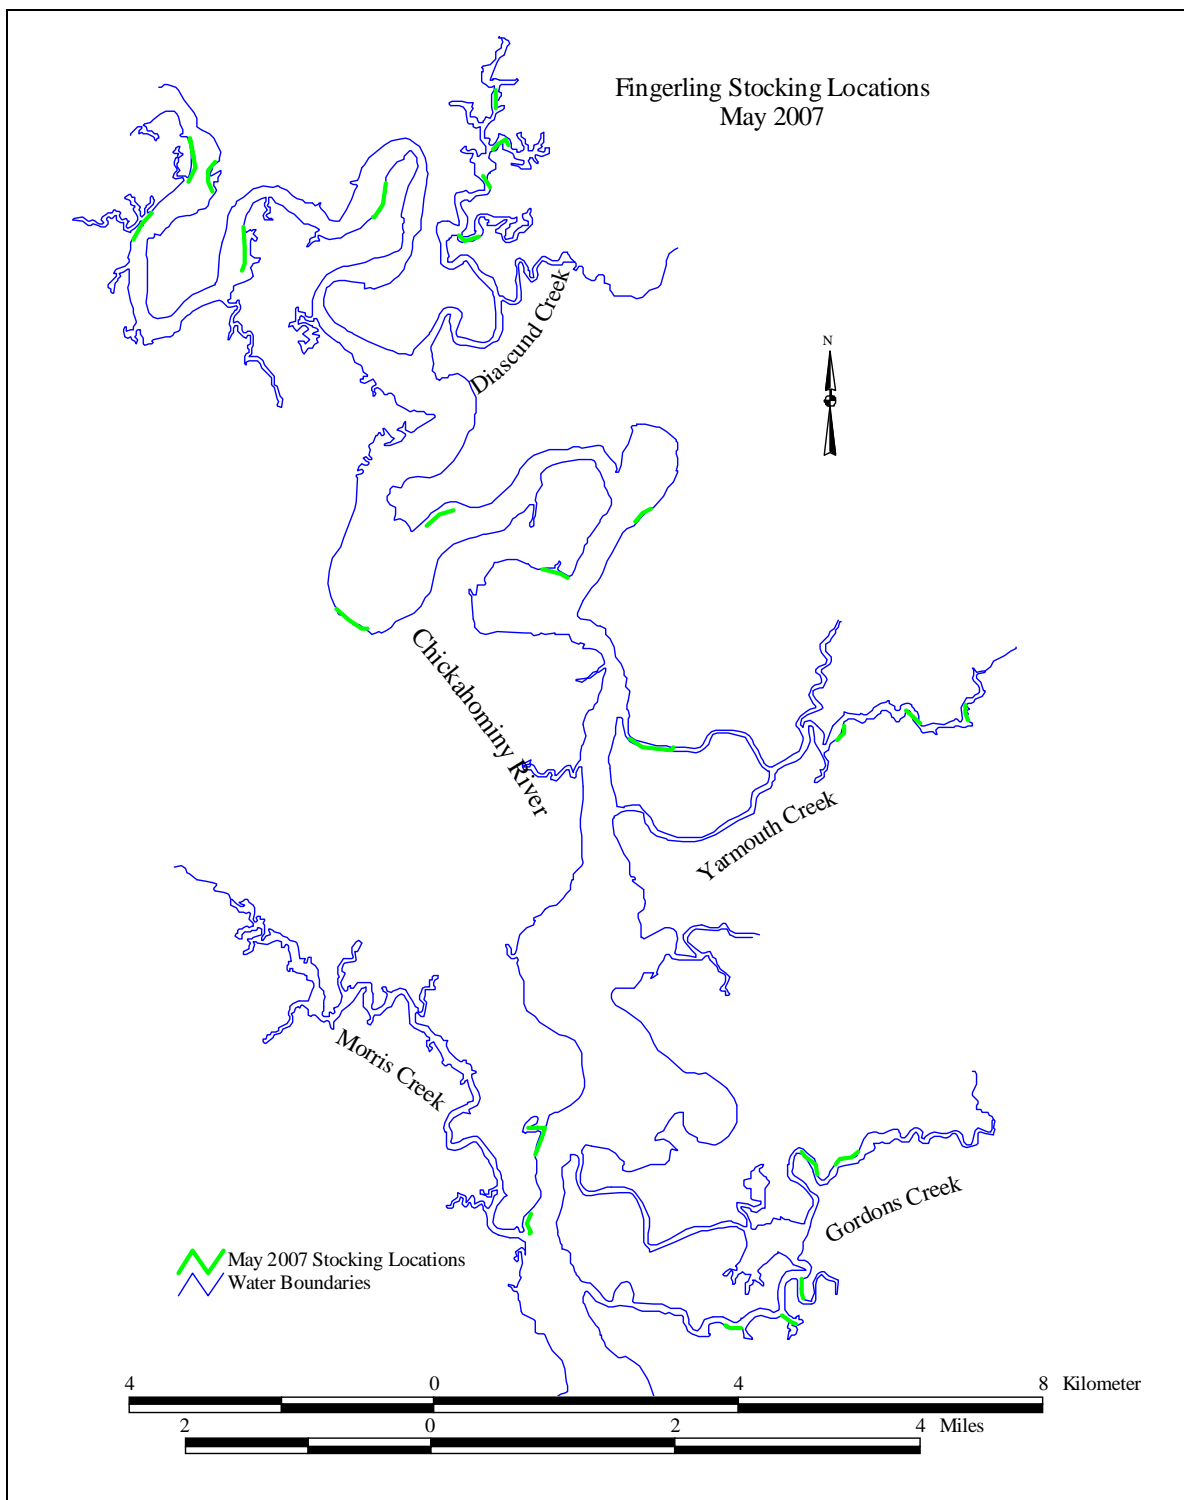 Fingerling Stocking Locations
May 2007
Diascund Creek
N
Chickahominy River
Yarmouth Creek
Morris Creek
Gordons Creek
May 2007 Stocking Locations
Water Boundaries
4 0 4 8 Kilometer
2 0 2 4 Miles